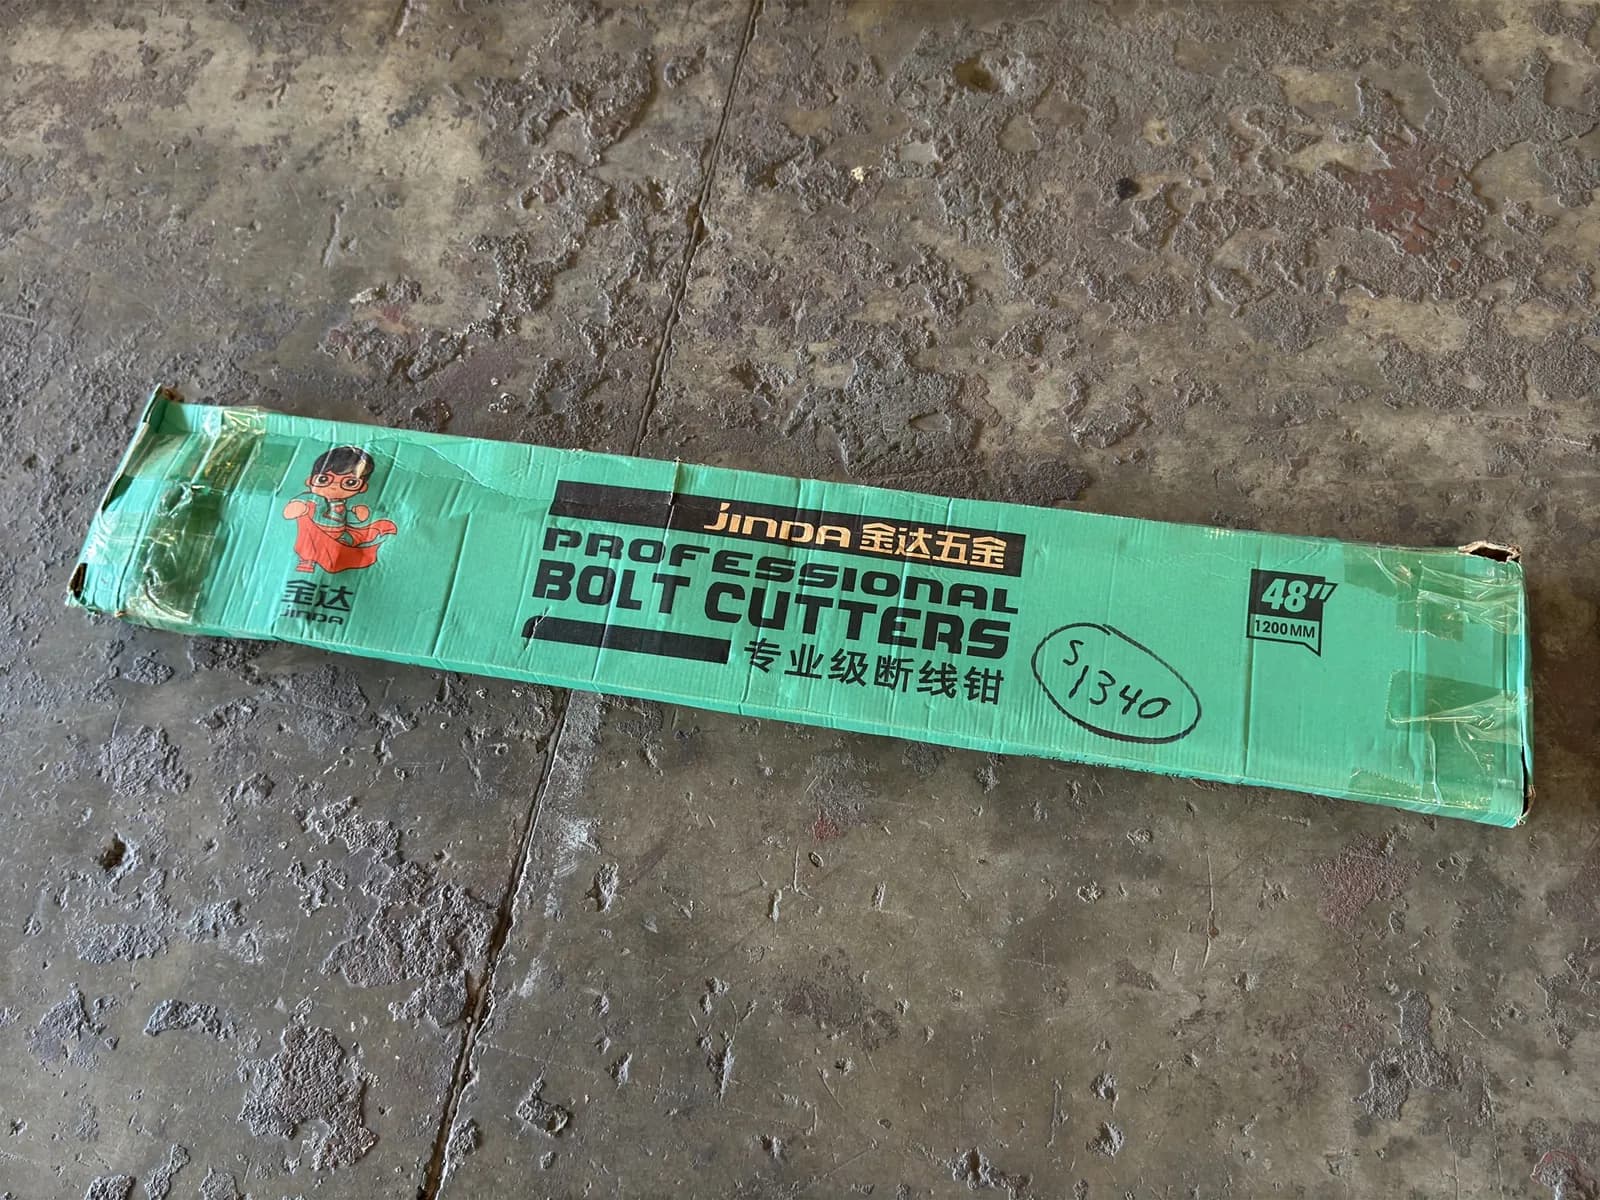 金达
JINDA
JINDA 金达五金
PROFESSIONAL
BOLT CUTTERS
专业级断线钳
S1340
48"
1200MM